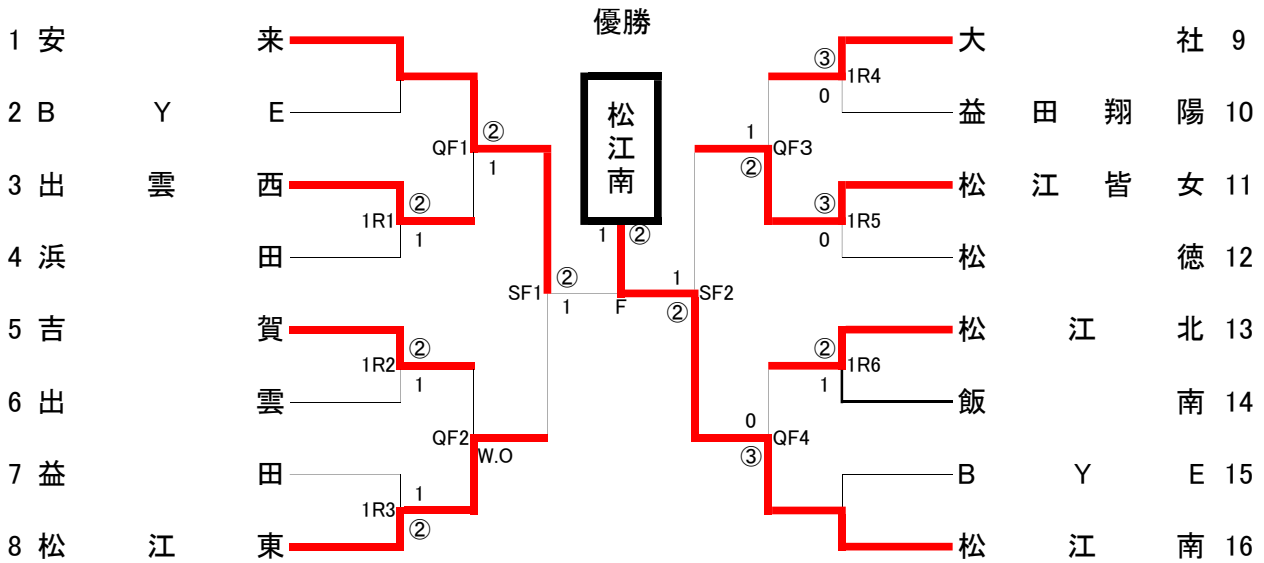 優勝
1 安来
大社 9
③
1R4
0
2 BYE
松江南
益田翔陽 10
QF1
②
1
1
QF3
②
3 出雲西
松江皆女 11
②
1R1
1
③
1R5
0
1
②
4 浜田
松徳 12
SF1
②
1
F
1
②
SF2
5 吉賀
松江北 13
②
1R2
1
②
1R6
1
6 出雲
飯南 14
QF2
W.O
0
QF4
③
7 益田
BYE 15
1
1R3
②
8 松江東
松江南 16